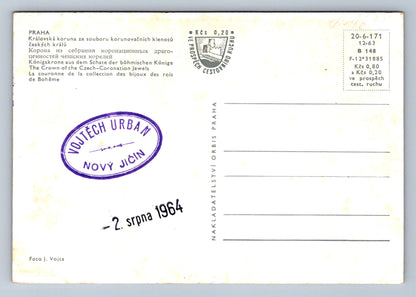 PRAHA
Královská koruna ze souboru korunovačních klenotů
českých králů
Корона из собрания коронационных драго-
ценностей чешских королей
Königskrone aus dem Schatz der böhmischen Könige
The Crown of the Czech-Coronation Jewels
La couronne de la collection des bijoux des rois
de Bohême
Kčs 0,20
VE PROSPĚCH CESTOVNÍHO RUCHU
20-6-171
12-63
B 148
F-12*31885
Kčs 0,80
s Kčs 0,20
ve prospěch
cest. ruchu
VOJTĚCH URBAN
NOVÝ JIČÍN
-2. srpna 1964
NAKLADATELSTVÍ ORBIS PRAHA
Foto J. Vojta